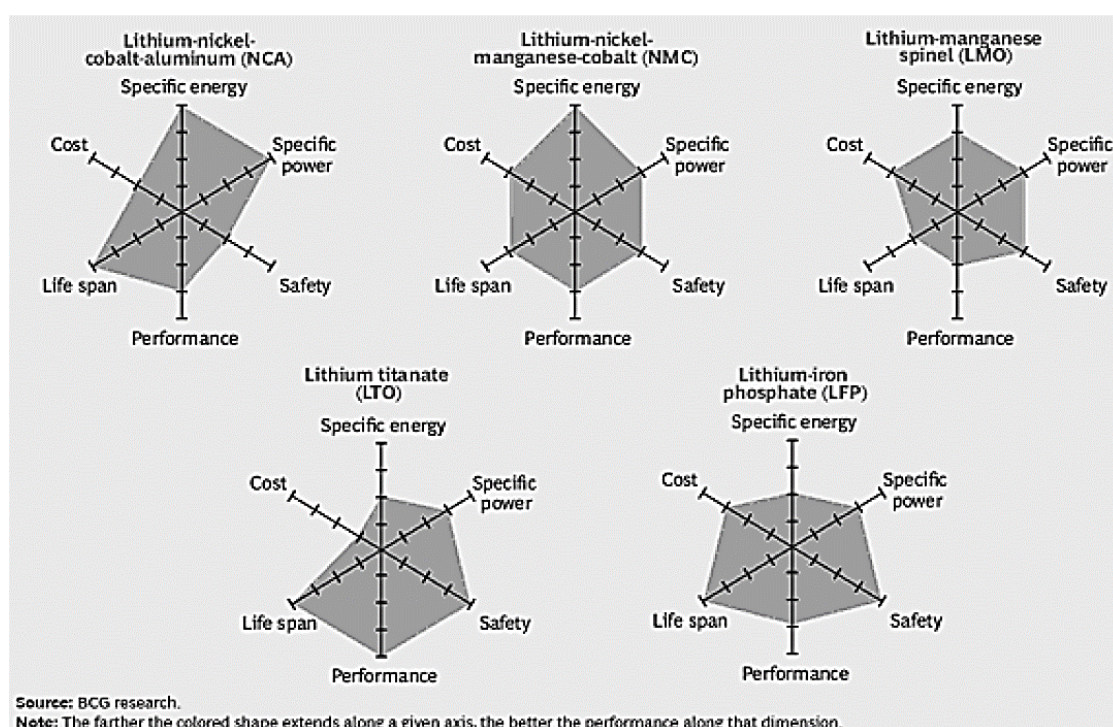 Lithium-nickel-
cobalt-aluminum (NCA)
Specific energy
Cost
Specific
power
Life span
Safety
Performance
Lithium-nickel-
manganese-cobalt (NMC)
Specific energy
Cost
Specific
power
Life span
Safety
Performance
Lithium-manganese
spinel (LMO)
Specific energy
Cost
Specific
power
Life span
Safety
Performance
Lithium titanate
(LTO)
Specific energy
Cost
Specific
power
Life span
Safety
Performance
Lithium-iron
phosphate (LFP)
Specific energy
Cost
Specific
power
Life span
Safety
Performance
Source: BCG research.
Note: The farther the colored shape extends along a given axis, the better the performance along that dimension.